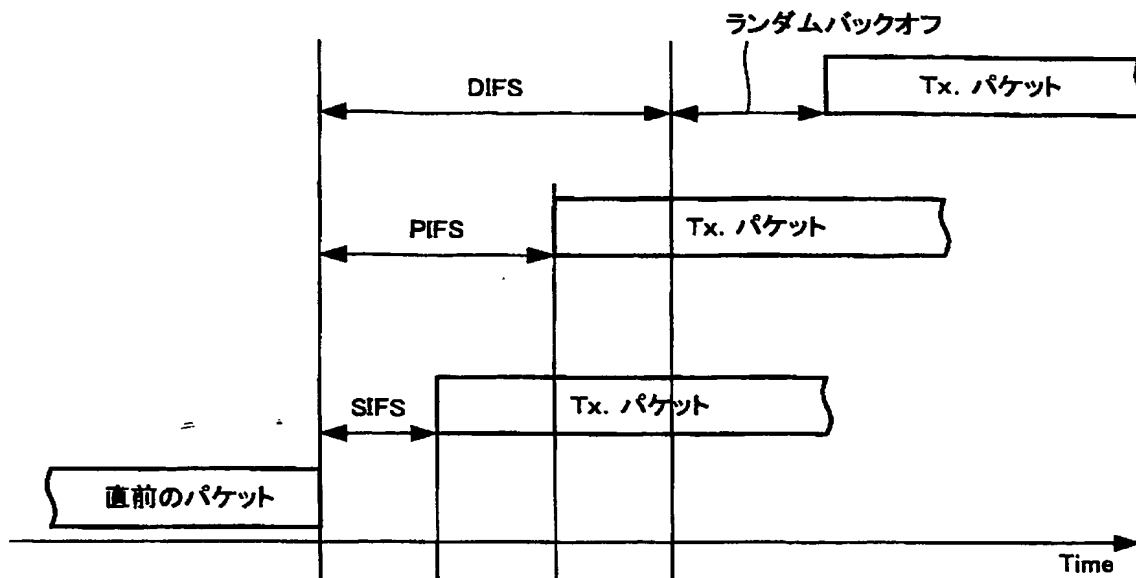 ランダムバックオフ
DIFS
Tx. パケット
PIFS
Tx. パケット
SIFS
Tx. パケット
直前のパケット
Time